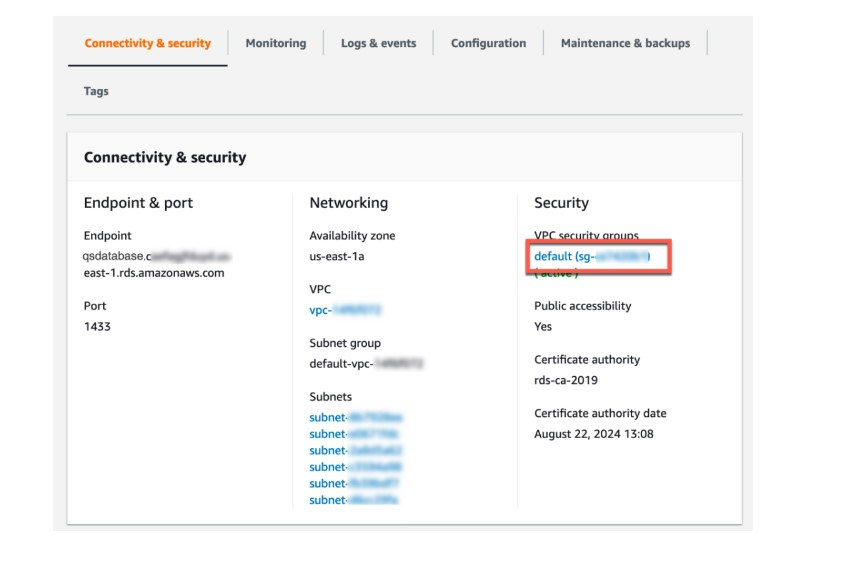 Connectivity & security
Monitoring
Logs & events
Configuration
Maintenance & backups
Tags
Connectivity & security
Endpoint & port
Endpoint
qsdatabase.c
east-1.rds.amazonaws.com
Port
1433
Networking
Availability zone
us-east-1a
VPC
vpc-
Subnet group
default-vpc-
Subnets
subnet-
subnet-
subnet-
subnet-
subnet-
subnet-
Security
VPC security groups
default (sg-)
( active )
Public accessibility
Yes
Certificate authority
rds-ca-2019
Certificate authority date
August 22, 2024 13:08